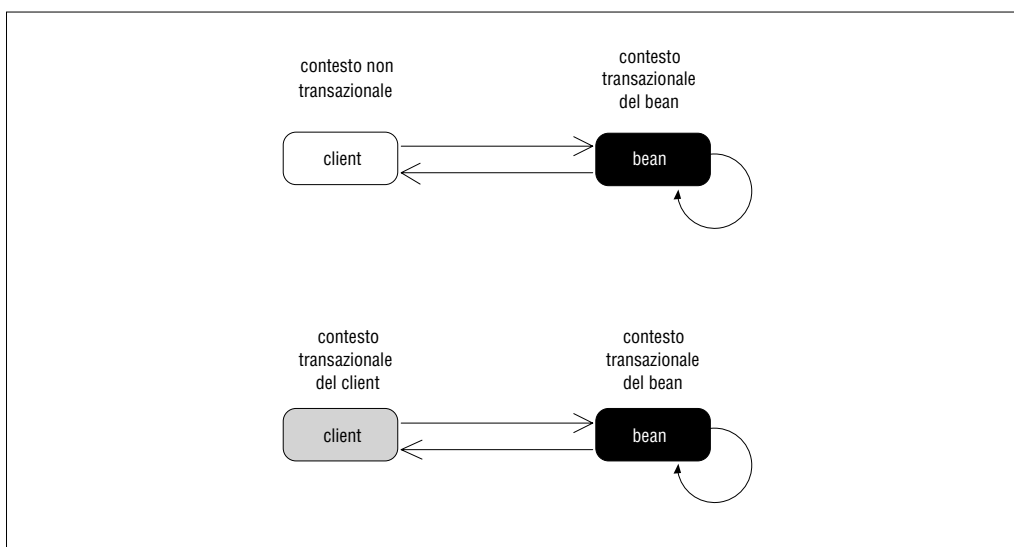 contesto non
transazionale
contesto
transazionale
del bean
client
bean
contesto
transazionale
del client
contesto
transazionale
del bean
client
bean